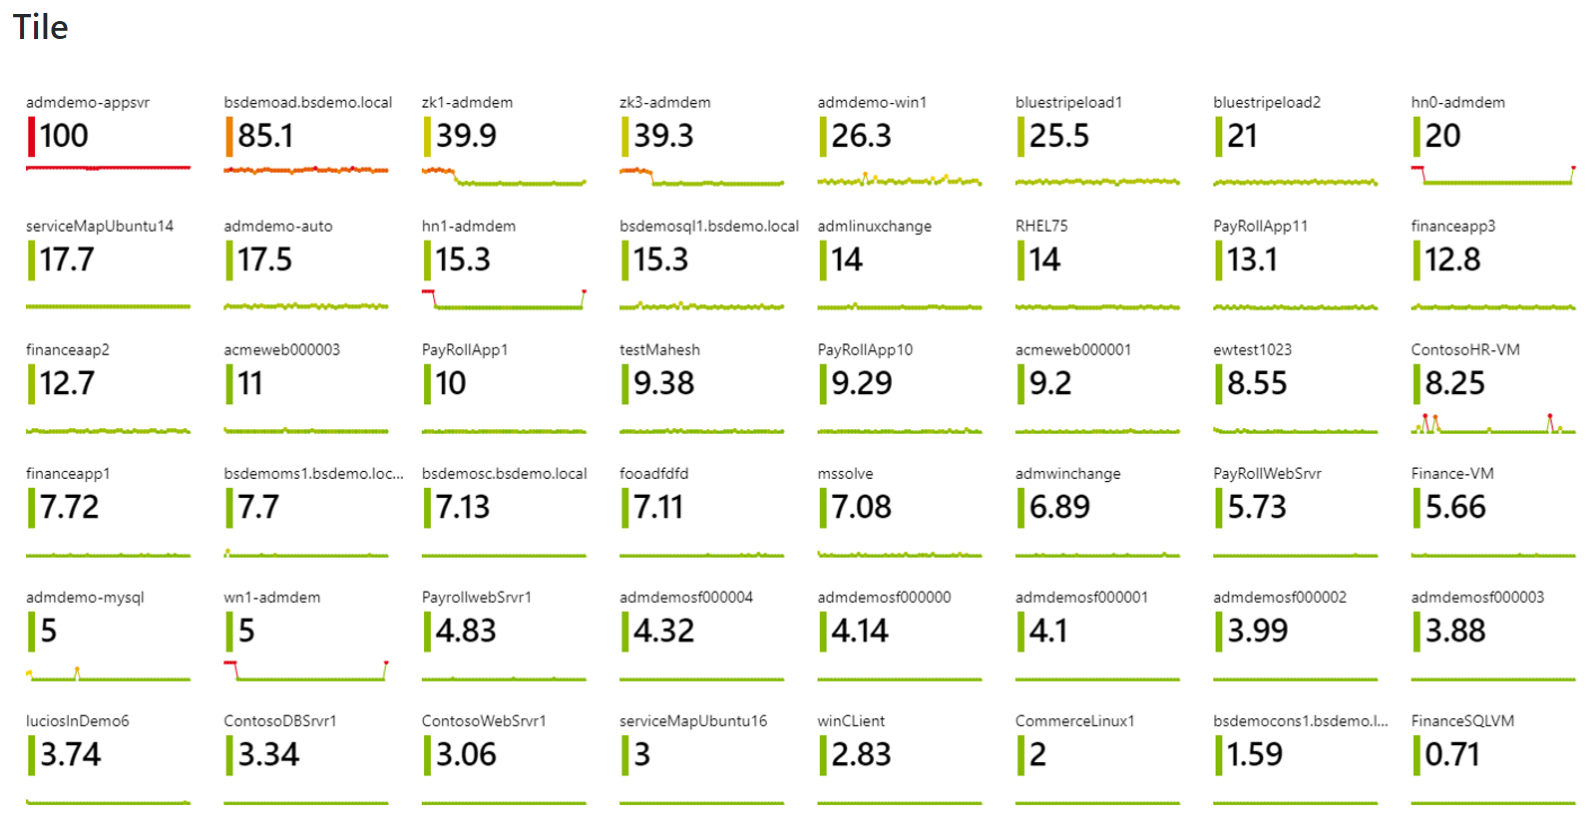 Tile
admdemo-appsvr bsdemoad.bsdemo.local zk1-admdem zk3-admdem admdemo-win1 bluestripeload1 bluestripeload2 hn0-admdem
100 85.1 39.9 39.3 26.3 25.5 21 20
serviceMapUbuntu14 admdemo-auto hn1-admdem bsdemosql1.bsdemo.local admlinuxchange RHEL75 PayRollApp11 financeapp3
17.7 17.5 15.3 15.3 14 14 13.1 12.8
financeaap2 acmeweb000003 PayRollApp1 testMahesh PayRollApp10 acmeweb000001 ewtest1023 ContosoHR-VM
12.7 11 10 9.38 9.29 9.2 8.55 8.25
financeapp1 bsdemoms1.bsdemo.loc... bsdemosc.bsdemo.local fooadfdfd mssolve admwinchange PayRollWebSrvr Finance-VM
7.72 7.7 7.13 7.11 7.08 6.89 5.73 5.66
admdemo-mysql wn1-admdem PayrollwebSrvr1 admdemosf000004 admdemosf000000 admdemosf000001 admdemosf000002 admdemosf000003
5 5 4.83 4.32 4.14 4.1 3.99 3.88
luciosInDemo6 ContosoDBSrvr1 ContosoWebSrvr1 serviceMapUbuntu16 winCLient CommerceLinux1 bsdemocons1.bsdemo.l... FinanceSQLVM
3.74 3.34 3.06 3 2.83 2 1.59 0.71